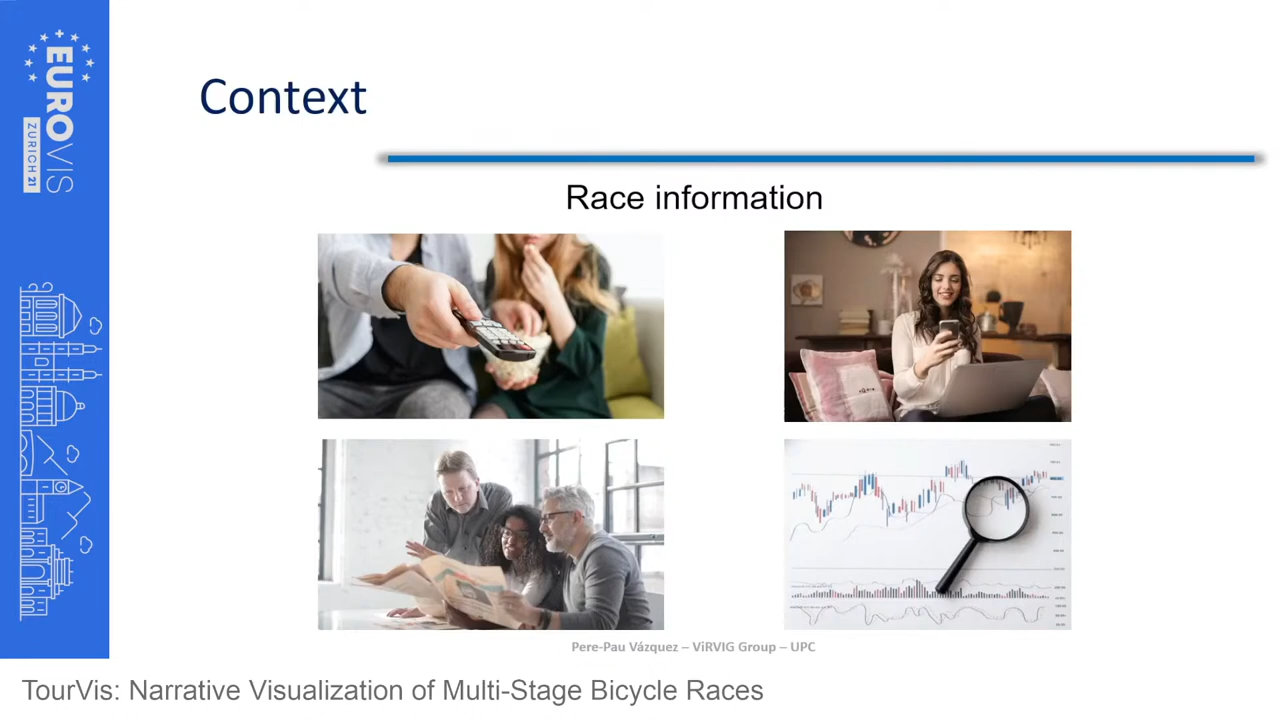 EUROVIS
ZURICH 21
Context
Race information
Pere-Pau Vázquez – ViRVIG Group – UPC
TourVis: Narrative Visualization of Multi-Stage Bicycle Races